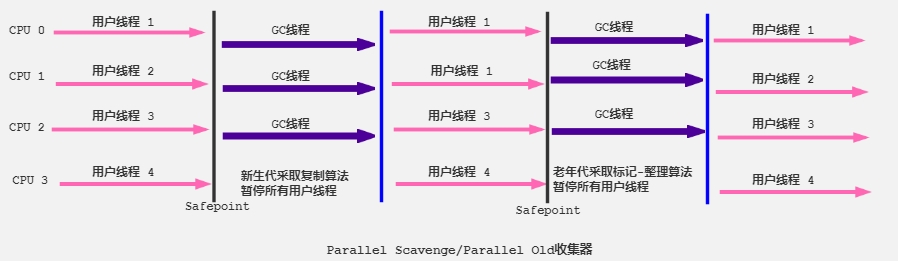 CPU 0 用户线程 1 GC线程 用户线程 1 GC线程 用户线程 1
CPU 1 用户线程 2 GC线程 用户线程 1 GC线程 用户线程 2
CPU 2 用户线程 3 GC线程 用户线程 3 GC线程 用户线程 3
CPU 3 用户线程 4 用户线程 4 用户线程 4
新生代采取复制算法
暂停所有用户线程
老年代采取标记-整理算法
暂停所有用户线程
Safepoint Safepoint
Parallel Scavenge/Parallel Old收集器